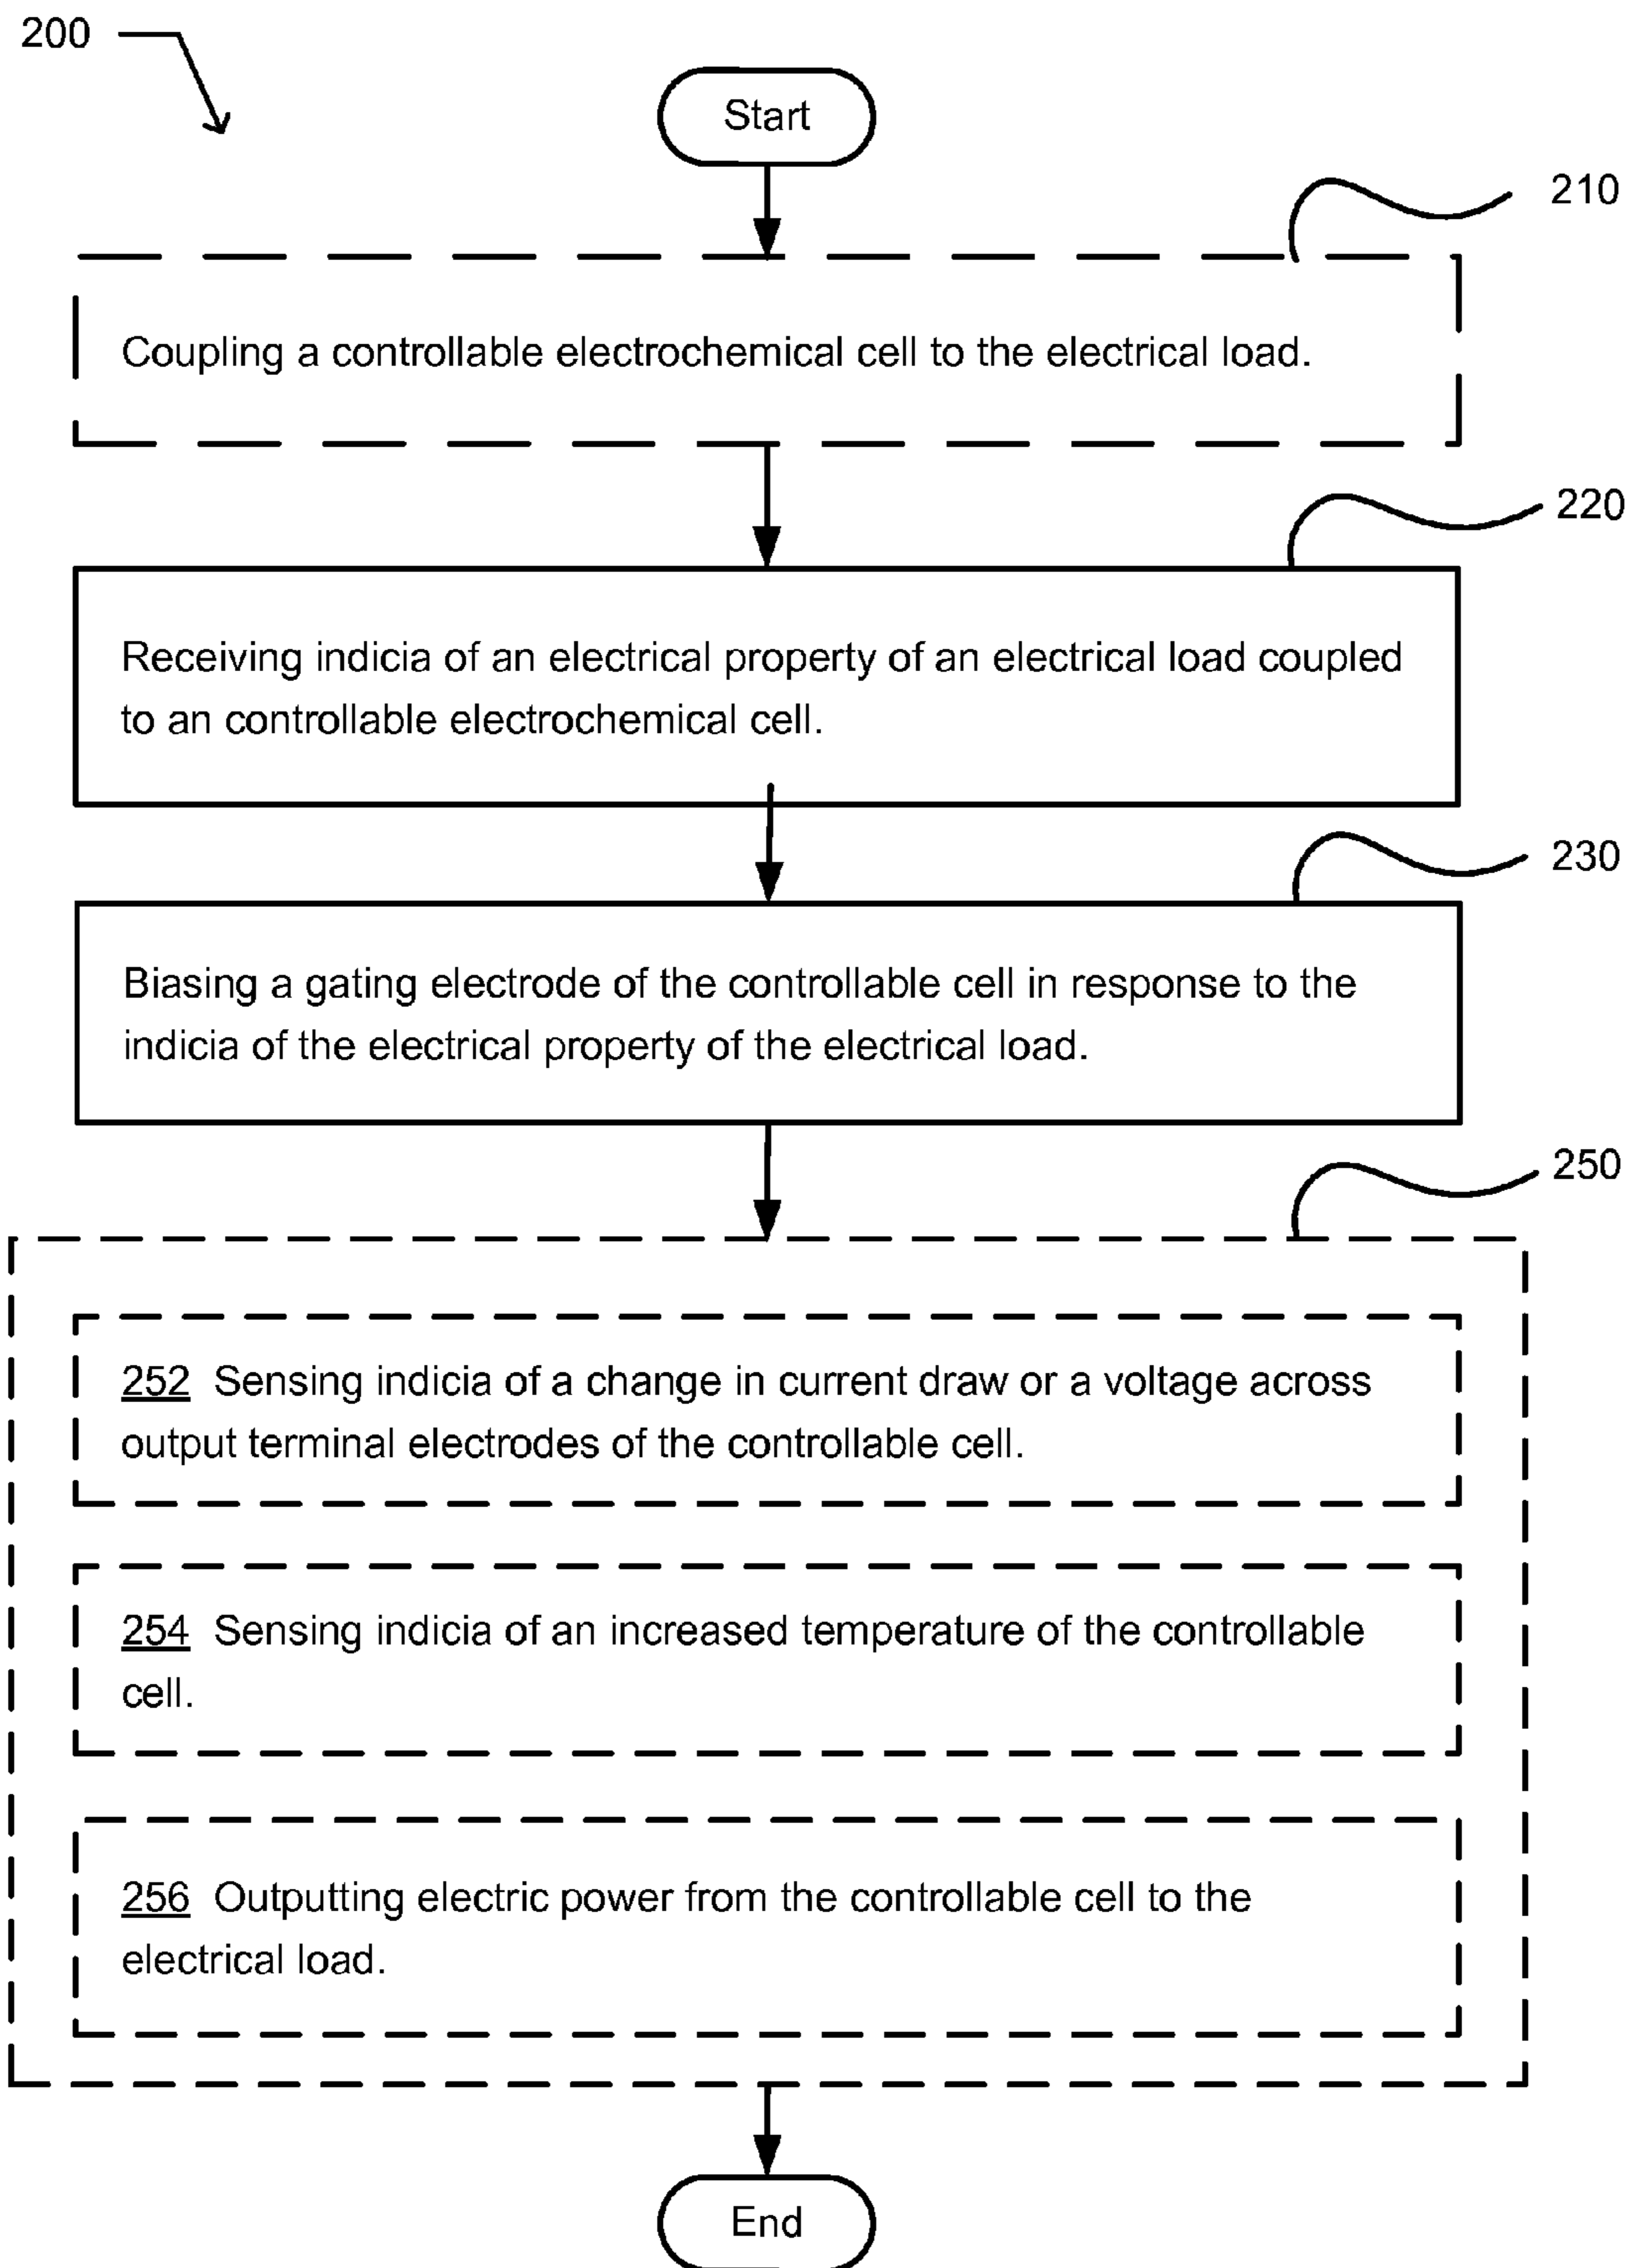 200
Start
210
Coupling a controllable electrochemical cell to the electrical load.
220
Receiving indicia of an electrical property of an electrical load coupled
to an controllable electrochemical cell.
230
Biasing a gating electrode of the controllable cell in response to the
indicia of the electrical property of the electrical load.
250
252 Sensing indicia of a change in current draw or a voltage across
output terminal electrodes of the controllable cell.
254 Sensing indicia of an increased temperature of the controllable
cell.
256 Outputting electric power from the controllable cell to the
electrical load.
End